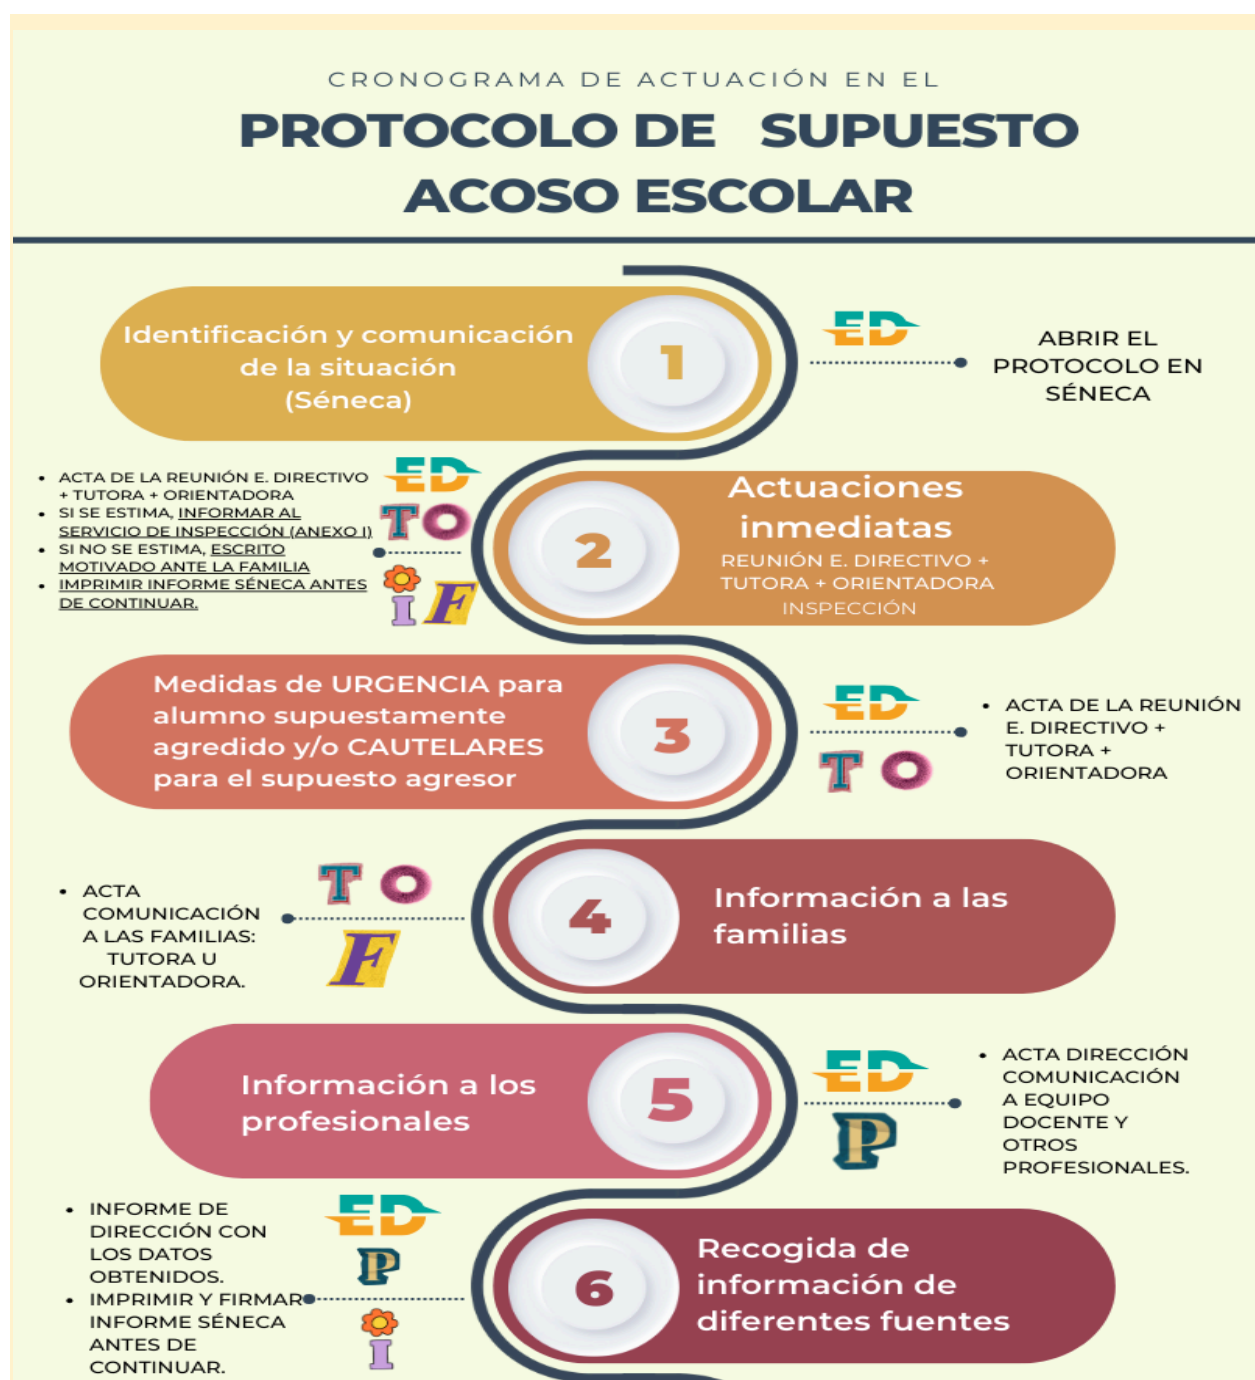 CRONOGRAMA DE ACTUACIÓN EN EL
PROTOCOLO DE SUPUESTO
ACOSO ESCOLAR
Identificación y comunicación
de la situación
(Séneca)
1
ED
ABRIR EL
PROTOCOLO EN
SÉNECA
• ACTA DE LA REUNIÓN E. DIRECTIVO
+ TUTORA + ORIENTADORA
• SI SE ESTIMA, INFORMAR AL
SERVICIO DE INSPECCIÓN (ANEXO I)
• SI NO SE ESTIMA, ESCRITO
MOTIVADO ANTE LA FAMILIA
• IMPRIMIR INFORME SÉNECA ANTES
DE CONTINUAR.
ED
TO
I F
2
Actuaciones
inmediatas
REUNIÓN E. DIRECTIVO +
TUTORA + ORIENTADORA
INSPECCIÓN
Medidas de URGENCIA para
alumno supuestamente
agredido y/o CAUTELARES
para el supuesto agresor
3
ED
T O
• ACTA DE LA REUNIÓN
E. DIRECTIVO +
TUTORA +
ORIENTADORA
• ACTA
COMUNICACIÓN
A LAS FAMILIAS:
TUTORA U
ORIENTADORA.
T O
F
4
Información a las
familias
Información a los
profesionales
5
ED
P
• ACTA DIRECCIÓN
COMUNICACIÓN
A EQUIPO
DOCENTE Y
OTROS
PROFESIONALES.
• INFORME DE
DIRECCIÓN CON
LOS DATOS
OBTENIDOS.
• IMPRIMIR Y FIRMAR
INFORME SÉNECA
ANTES DE
CONTINUAR.
ED
P
I
6
Recogida de
información de
diferentes fuentes